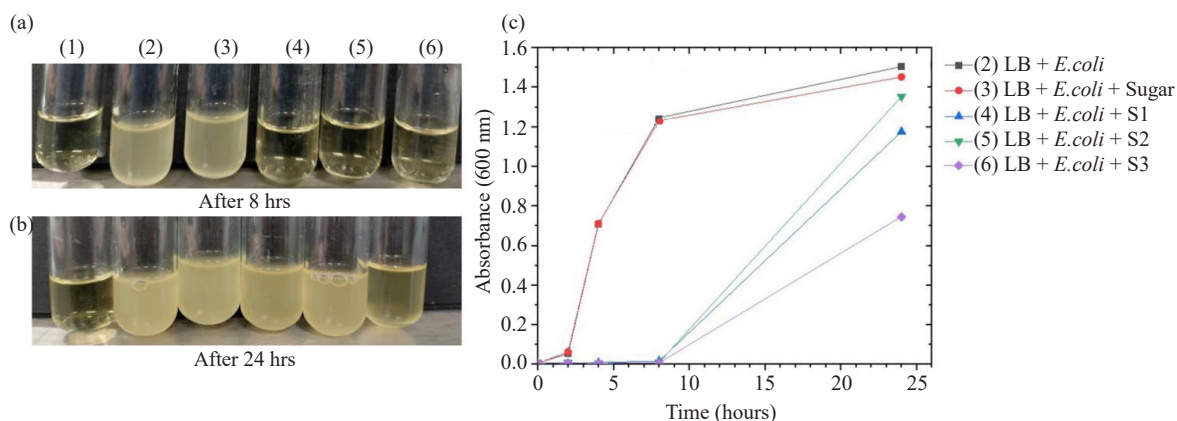 (a)
(1) (2) (3) (4) (5) (6)
After 8 hrs
(b)
After 24 hrs
(c)
1.6
1.4
1.2
1.0
0.8
0.6
0.4
0.2
0.0
Absorbance (600 nm)
0 5 10 15 20 25
Time (hours)
(2) LB + E.coli
(3) LB + E.coli + Sugar
(4) LB + E.coli + S1
(5) LB + E.coli + S2
(6) LB + E.coli + S3